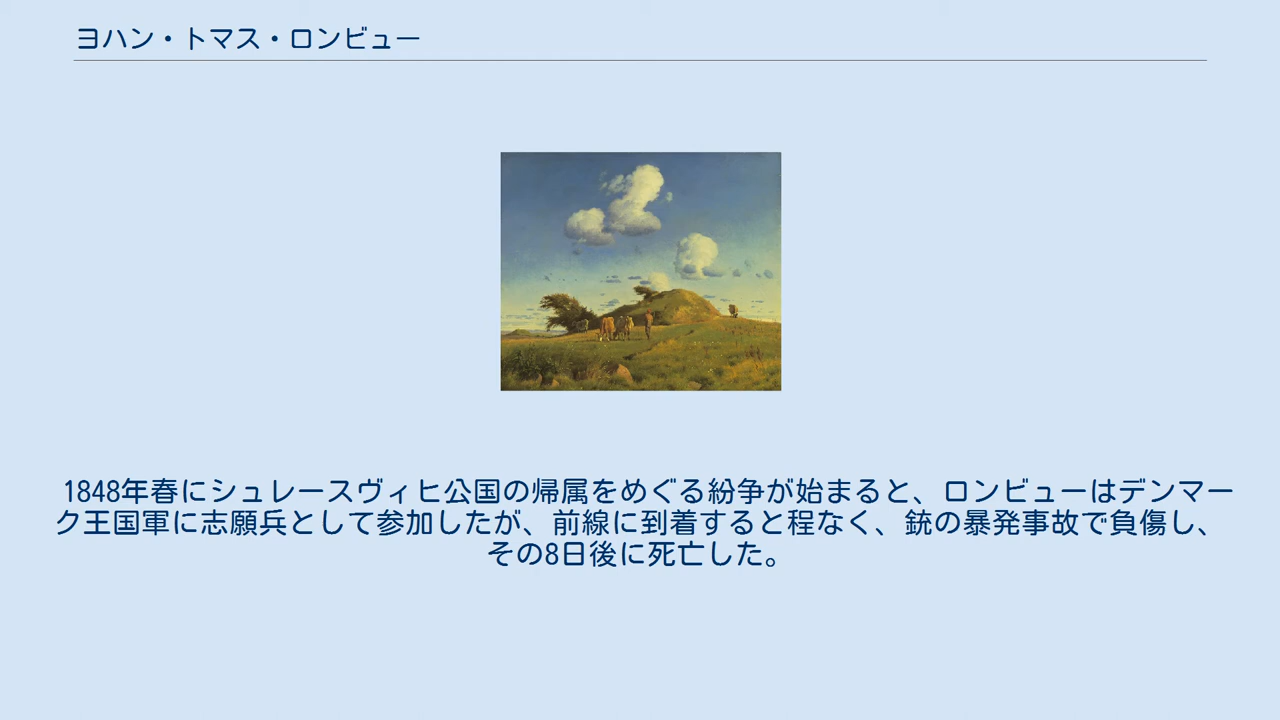 ヨハン・トマス・ロンビュー
1848年春にシュレースヴィヒ公国の帰属をめぐる紛争が始まると、ロンビューはデンマー
ク王国軍に志願兵として参加したが、前線に到着すると程なく、銃の暴発事故で負傷し、
その8日後に死亡した。